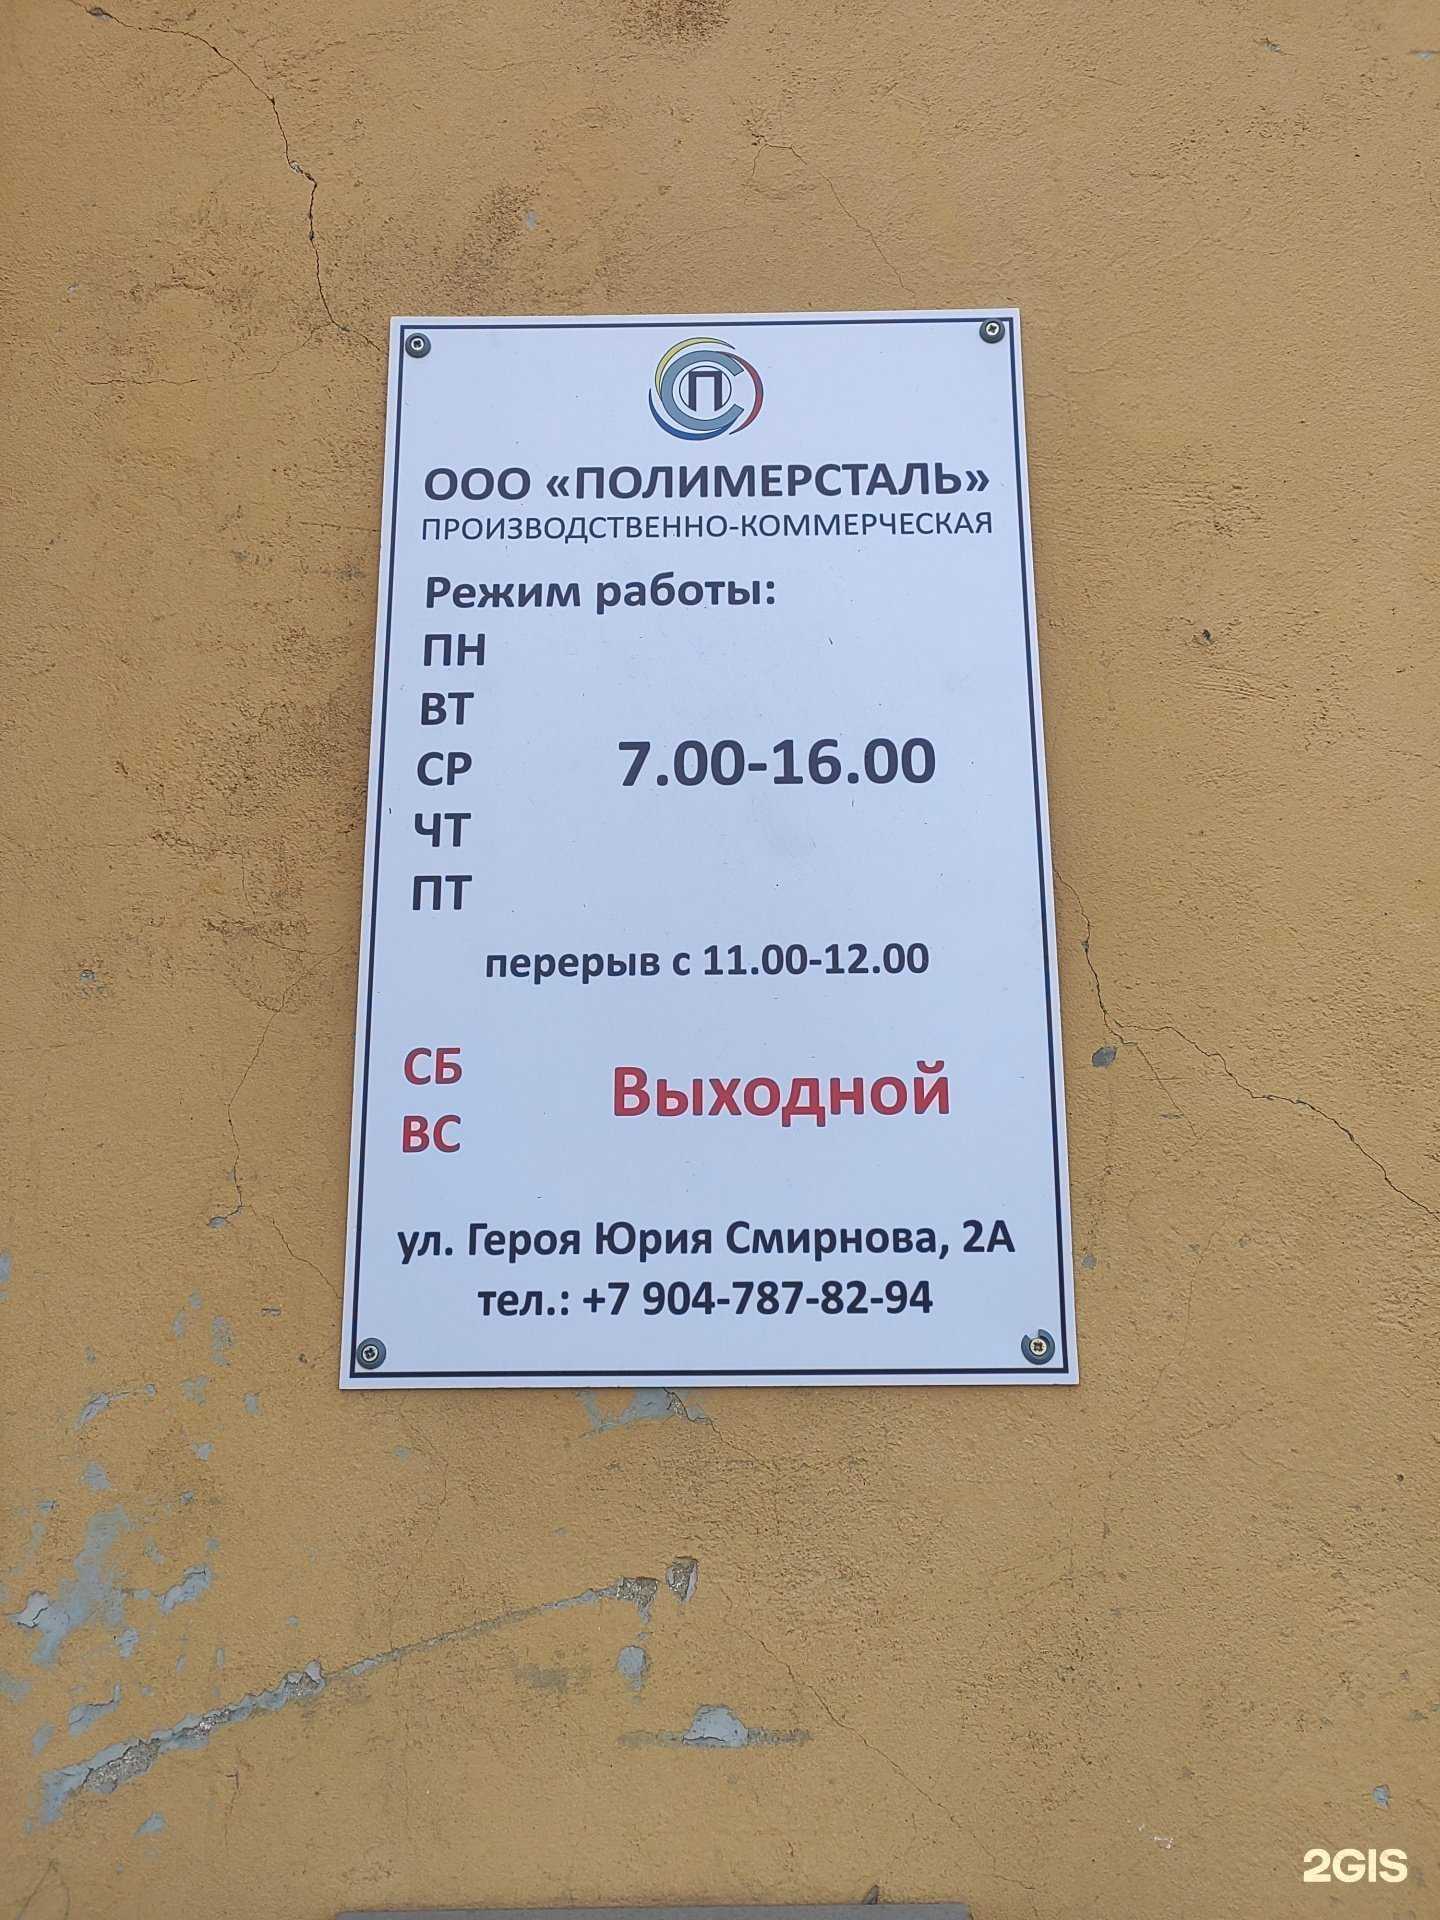 СП
ООО «ПОЛИМЕРСТАЛЬ»
ПРОИЗВОДСТВЕННО-КОММЕРЧЕСКАЯ
Режим работы:
ПН
ВТ
СР 7.00-16.00
ЧТ
ПТ
перерыв с 11.00-12.00
СБ
Выходной
ВС
ул. Героя Юрия Смирнова, 2А
тел.: +7 904-787-82-94
2GIS